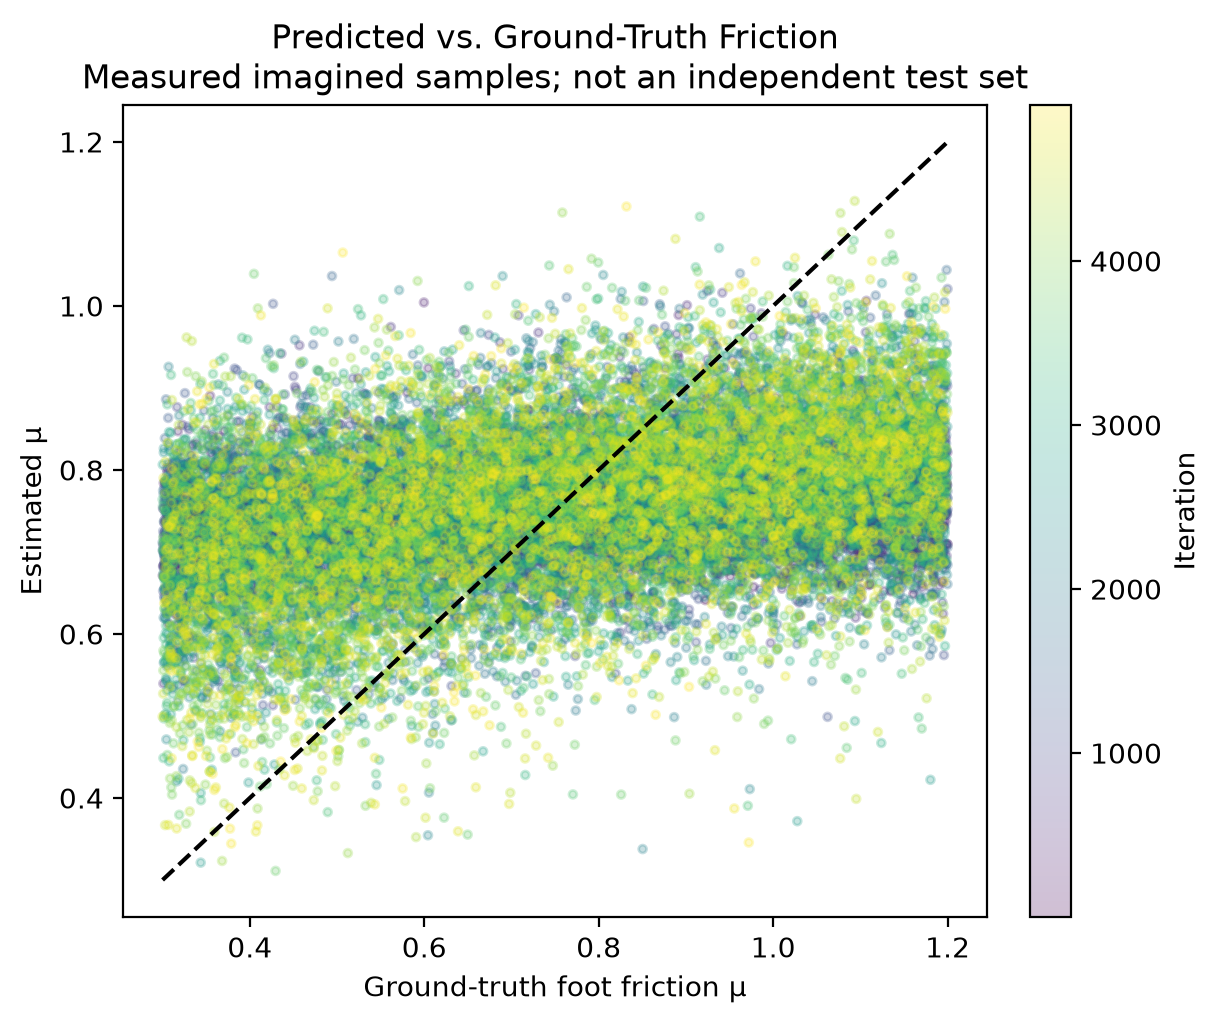 Predicted vs. Ground-Truth Friction
Measured imagined samples; not an independent test set
1.2
1.0
0.8
0.6
0.4
Estimated μ
0.4
0.6
0.8
1.0
1.2
Ground-truth foot friction μ
4000
3000
2000
1000
Iteration